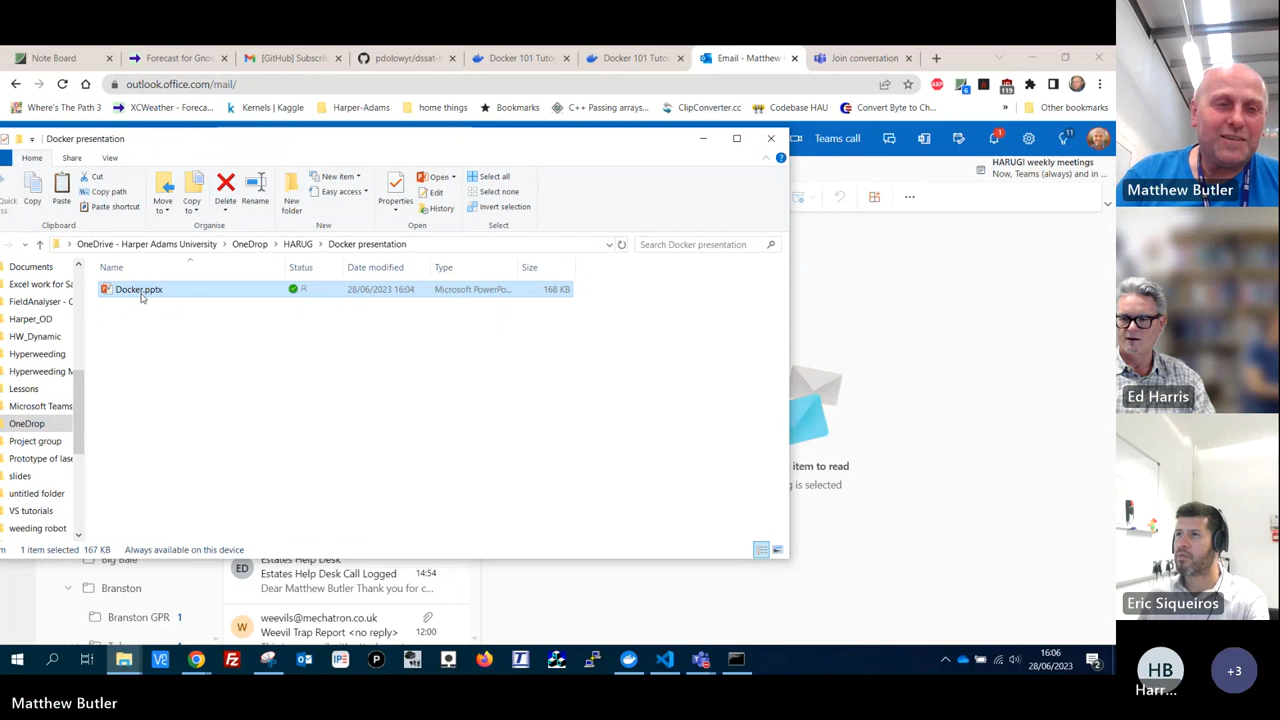 Note Board
Forecast for Gno
[GitHub] Subscri
pdolowyr/dssat-t
Docker 101 Tuto
Docker 101 Tuto
Email - Matthew
Join conversation
outlook.office.com/mail/
Where's The Path 3
XCWeather - Foreca...
Kernels | Kaggle
Harper-Adams
home things
Bookmarks
C++ Passing arrays...
ClipConverter.cc
Codebase HAU
Convert Byte to Ch...
»
Other bookmarks
Docker presentation
Teams call
HARUG! weekly meetings
Now, Teams (always) and in ...
Home
Share
View
Copy
Paste
Cut
Copy path
Paste shortcut
Move to
Copy to
Delete
Rename
New folder
New item
Easy access
Properties
Open
Edit
History
Select all
Select none
Invert selection
Clipboard
Organise
New
Open
Select
OneDrive - Harper Adams University > OneDrop > HARUG > Docker presentation
Search Docker presentation
Name
Status
Date modified
Type
Size
Docker.pptx
28/06/2023 16:04
Microsoft PowerPo...
168 KB
Documents
Excel work for Sa
FieldAnalyser - C
Harper_OD
HW_Dynamic
Hyperweeding
Hyperweeding M
Lessons
Microsoft Teams
OneDrop
Project group
Prototype of lase
slides
untitled folder
VS tutorials
weeding robot
1 item selected 167 KB
Always available on this device
item to read
g is selected
Big Bale
Branston
Branston GPR 1
ED
Estates Help Desk
Estates Help Desk Call Logged 14:54
Dear Matthew Butler Thank you for c...
W
weevils@mechatron.co.uk
Weevil Trap Report <no reply> 12:00
16:06
28/06/2023
2
Matthew Butler
Ed Harris
Eric Siqueiros
HB
Harr...
+3
Matthew Butler